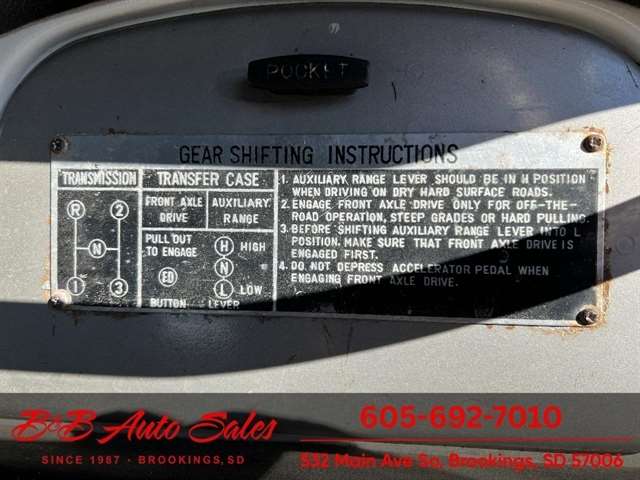 POCKET
GEAR SHIFTING INSTRUCTIONS
TRANSMISSION
R 2
N
1 3
TRANSFER CASE
FRONT AXLE DRIVE
AUXILIARY RANGE
PULL OUT
TO ENGAGE
ED
BUTTON
H HIGH
N
L LOW
LEVER
1. AUXILIARY RANGE LEVER SHOULD BE IN H POSITION
WHEN DRIVING ON DRY HARD SURFACE ROADS.
2. ENGAGE FRONT AXLE DRIVE ONLY FOR OFF-THE-
ROAD OPERATION, STEEP GRADES OR HARD PULLING.
3. BEFORE SHIFTING AUXILIARY RANGE LEVER INTO L
POSITION. MAKE SURE THAT FRONT AXLE DRIVE IS
ENGAGED FIRST.
4. DO NOT DEPRESS ACCELERATOR PEDAL WHEN
ENGAGING FRONT AXLE DRIVE.
B&B Auto Sales
SINCE 1987 - BROOKINGS, SD
605-692-7010
532 Main Ave So, Brookings, SD 57006